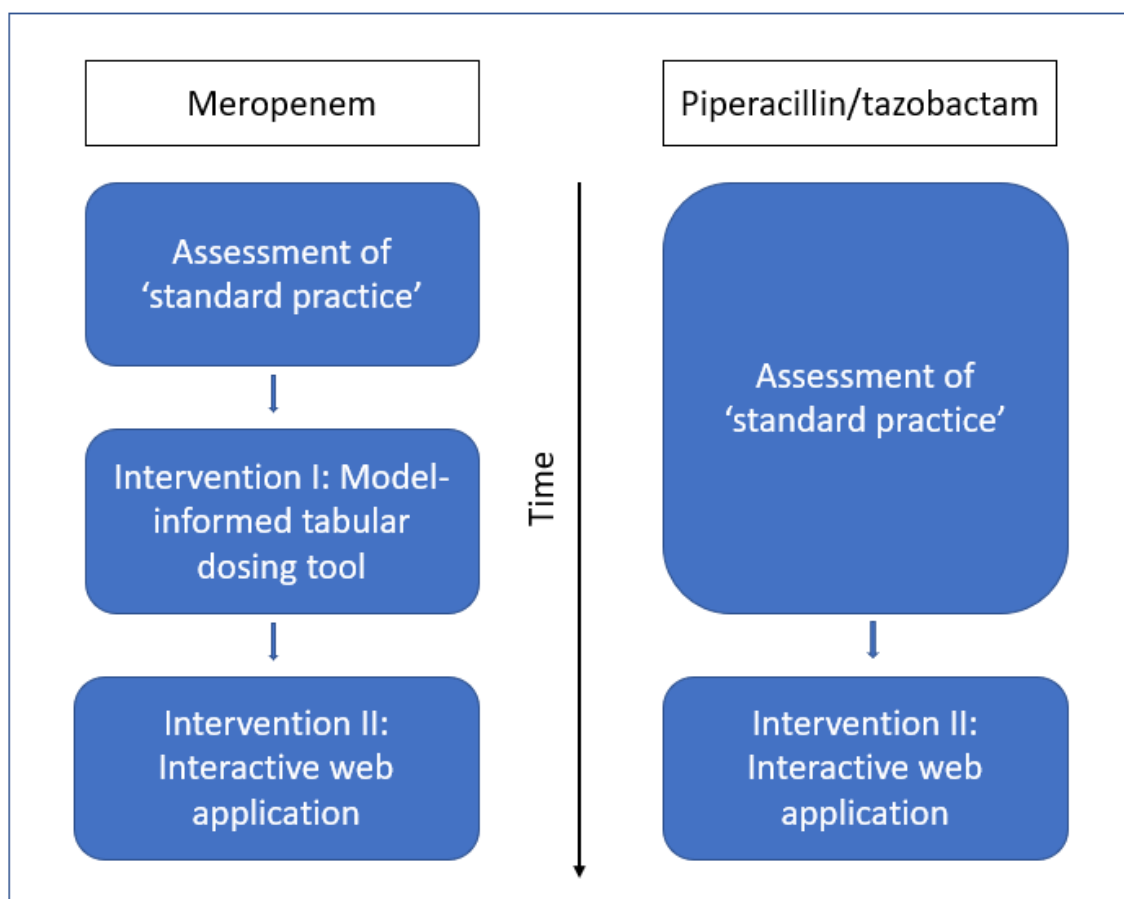 Meropenem
Assessment of
‘standard practice’
Intervention I: Model-
informed tabular
dosing tool
Intervention II:
Interactive web
application
Time
Piperacillin/tazobactam
Assessment of
‘standard practice’
Intervention II:
Interactive web
application